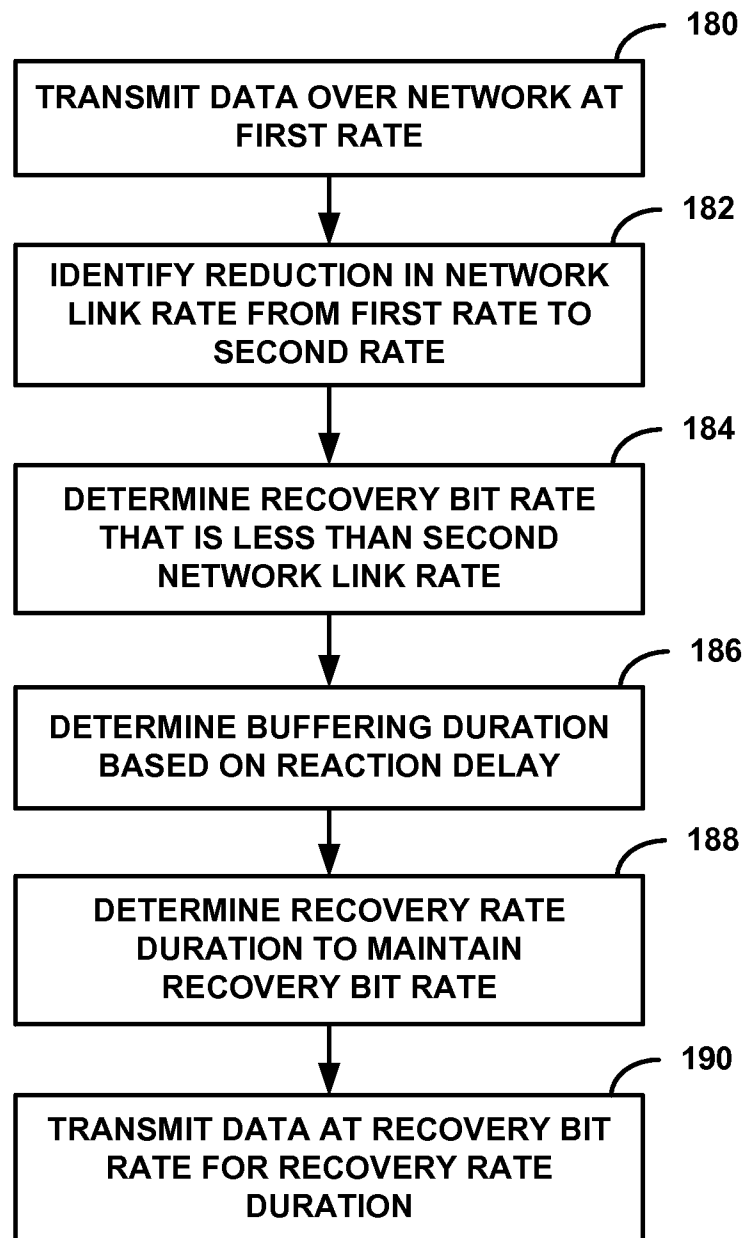 180
TRANSMIT DATA OVER NETWORK AT
FIRST RATE
182
IDENTIFY REDUCTION IN NETWORK
LINK RATE FROM FIRST RATE TO
SECOND RATE
184
DETERMINE RECOVERY BIT RATE
THAT IS LESS THAN SECOND
NETWORK LINK RATE
186
DETERMINE BUFFERING DURATION
BASED ON REACTION DELAY
188
DETERMINE RECOVERY RATE
DURATION TO MAINTAIN
RECOVERY BIT RATE
190
TRANSMIT DATA AT RECOVERY BIT
RATE FOR RECOVERY RATE
DURATION